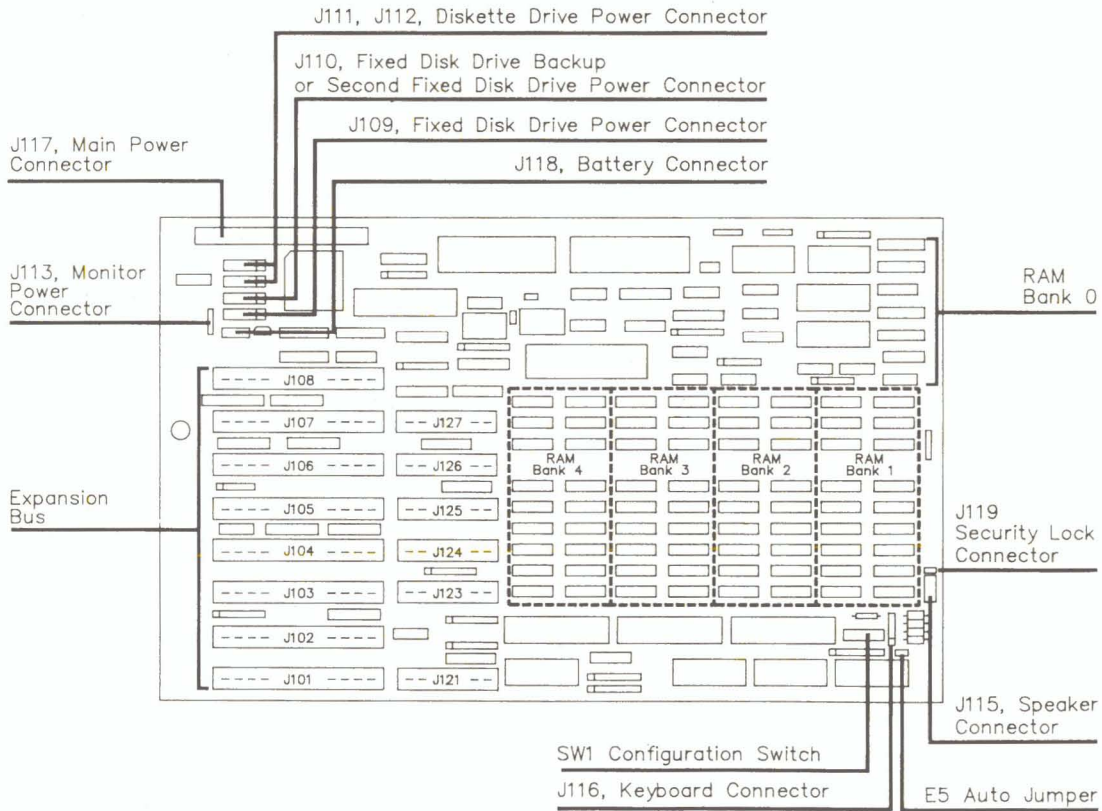 J111, J112, Diskette Drive Power Connector
J110, Fixed Disk Drive Backup
or Second Fixed Disk Drive Power Connector
J109, Fixed Disk Drive Power Connector
J117, Main Power
Connector
J118, Battery Connector
J113, Monitor
Power
Connector
RAM
Bank 0
J108
J107
J127
J106
J126
RAM
Bank 4
RAM
Bank 3
RAM
Bank 2
RAM
Bank 1
Expansion
Bus
J105
J125
J104
J124
J103
J123
J102
J101
J121
J119
Security Lock
Connector
J115, Speaker
Connector
SW1 Configuration Switch
J116, Keyboard Connector
E5 Auto Jumper